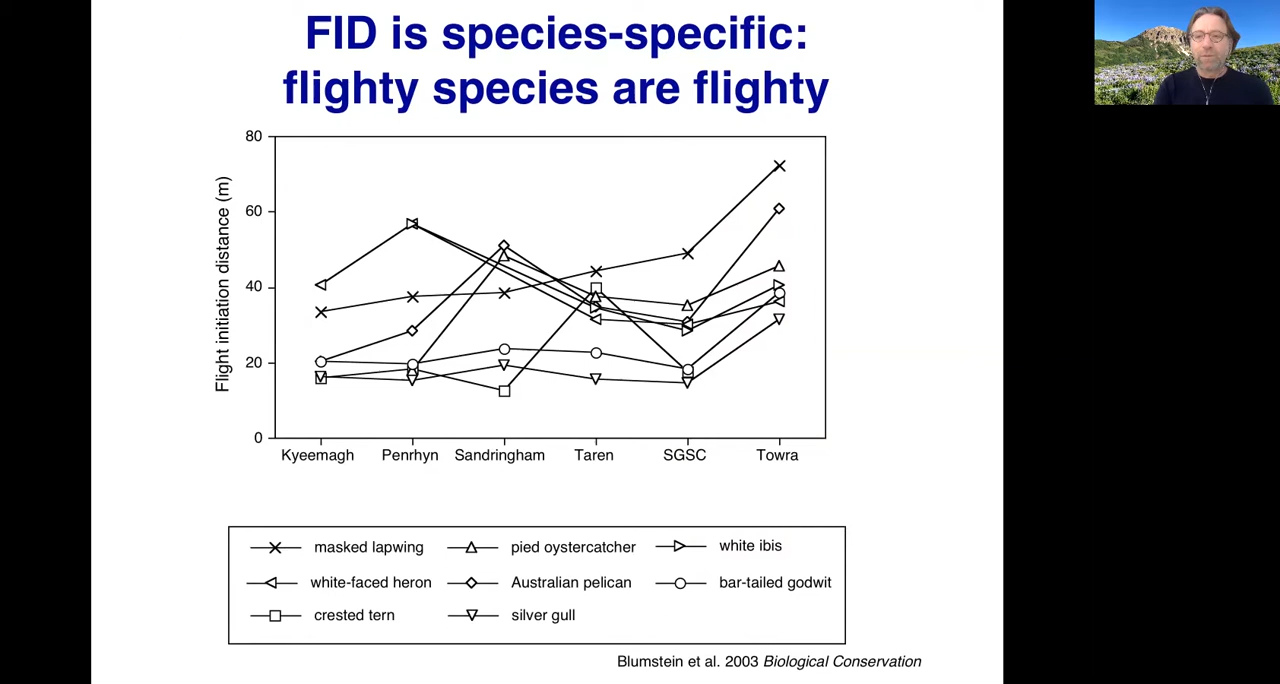 FID is species-specific:
flighty species are flighty
80
60
40
20
0
Flight initiation distance (m)
Kyeemagh Penrhyn Sandringham Taren SGSC Towra
masked lapwing pied oystercatcher white ibis
white-faced heron Australian pelican bar-tailed godwit
crested tern silver gull
Blumstein et al. 2003 Biological Conservation